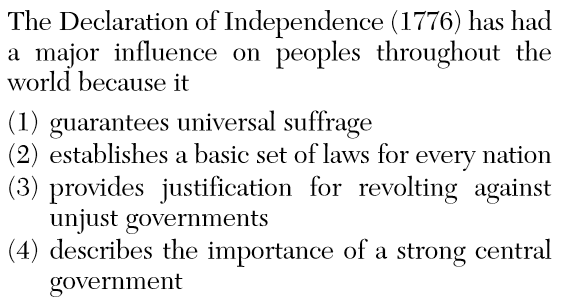 The Declaration of Independence (1776) has had
a major influence on peoples throughout the
world because it
(1) guarantees universal suffrage
(2) establishes a basic set of laws for every nation
(3) provides justification for revolting against
unjust governments
(4) describes the importance of a strong central
government